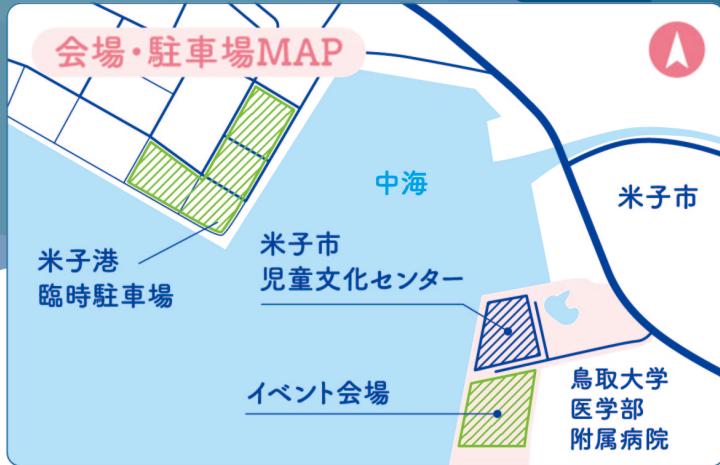 会場・駐車場MAP
中海
米子市
米子港
臨時駐車場
米子市
児童文化センター
イベント会場
鳥取大学
医学部
附属病院